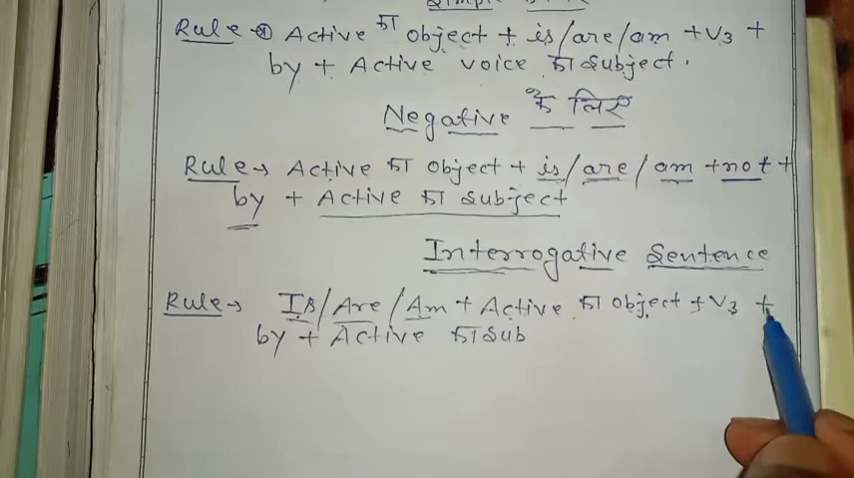 Rule → Active का object + is/are/am + V3 +
by + Active voice का Subject.
Negative के लिए
Rule → Active का object + is/are/am + not +
by + Active का subject
Interrogative Sentence
Rule → Is/Are/Am + Active का object + V3 +
by + Active का Sub